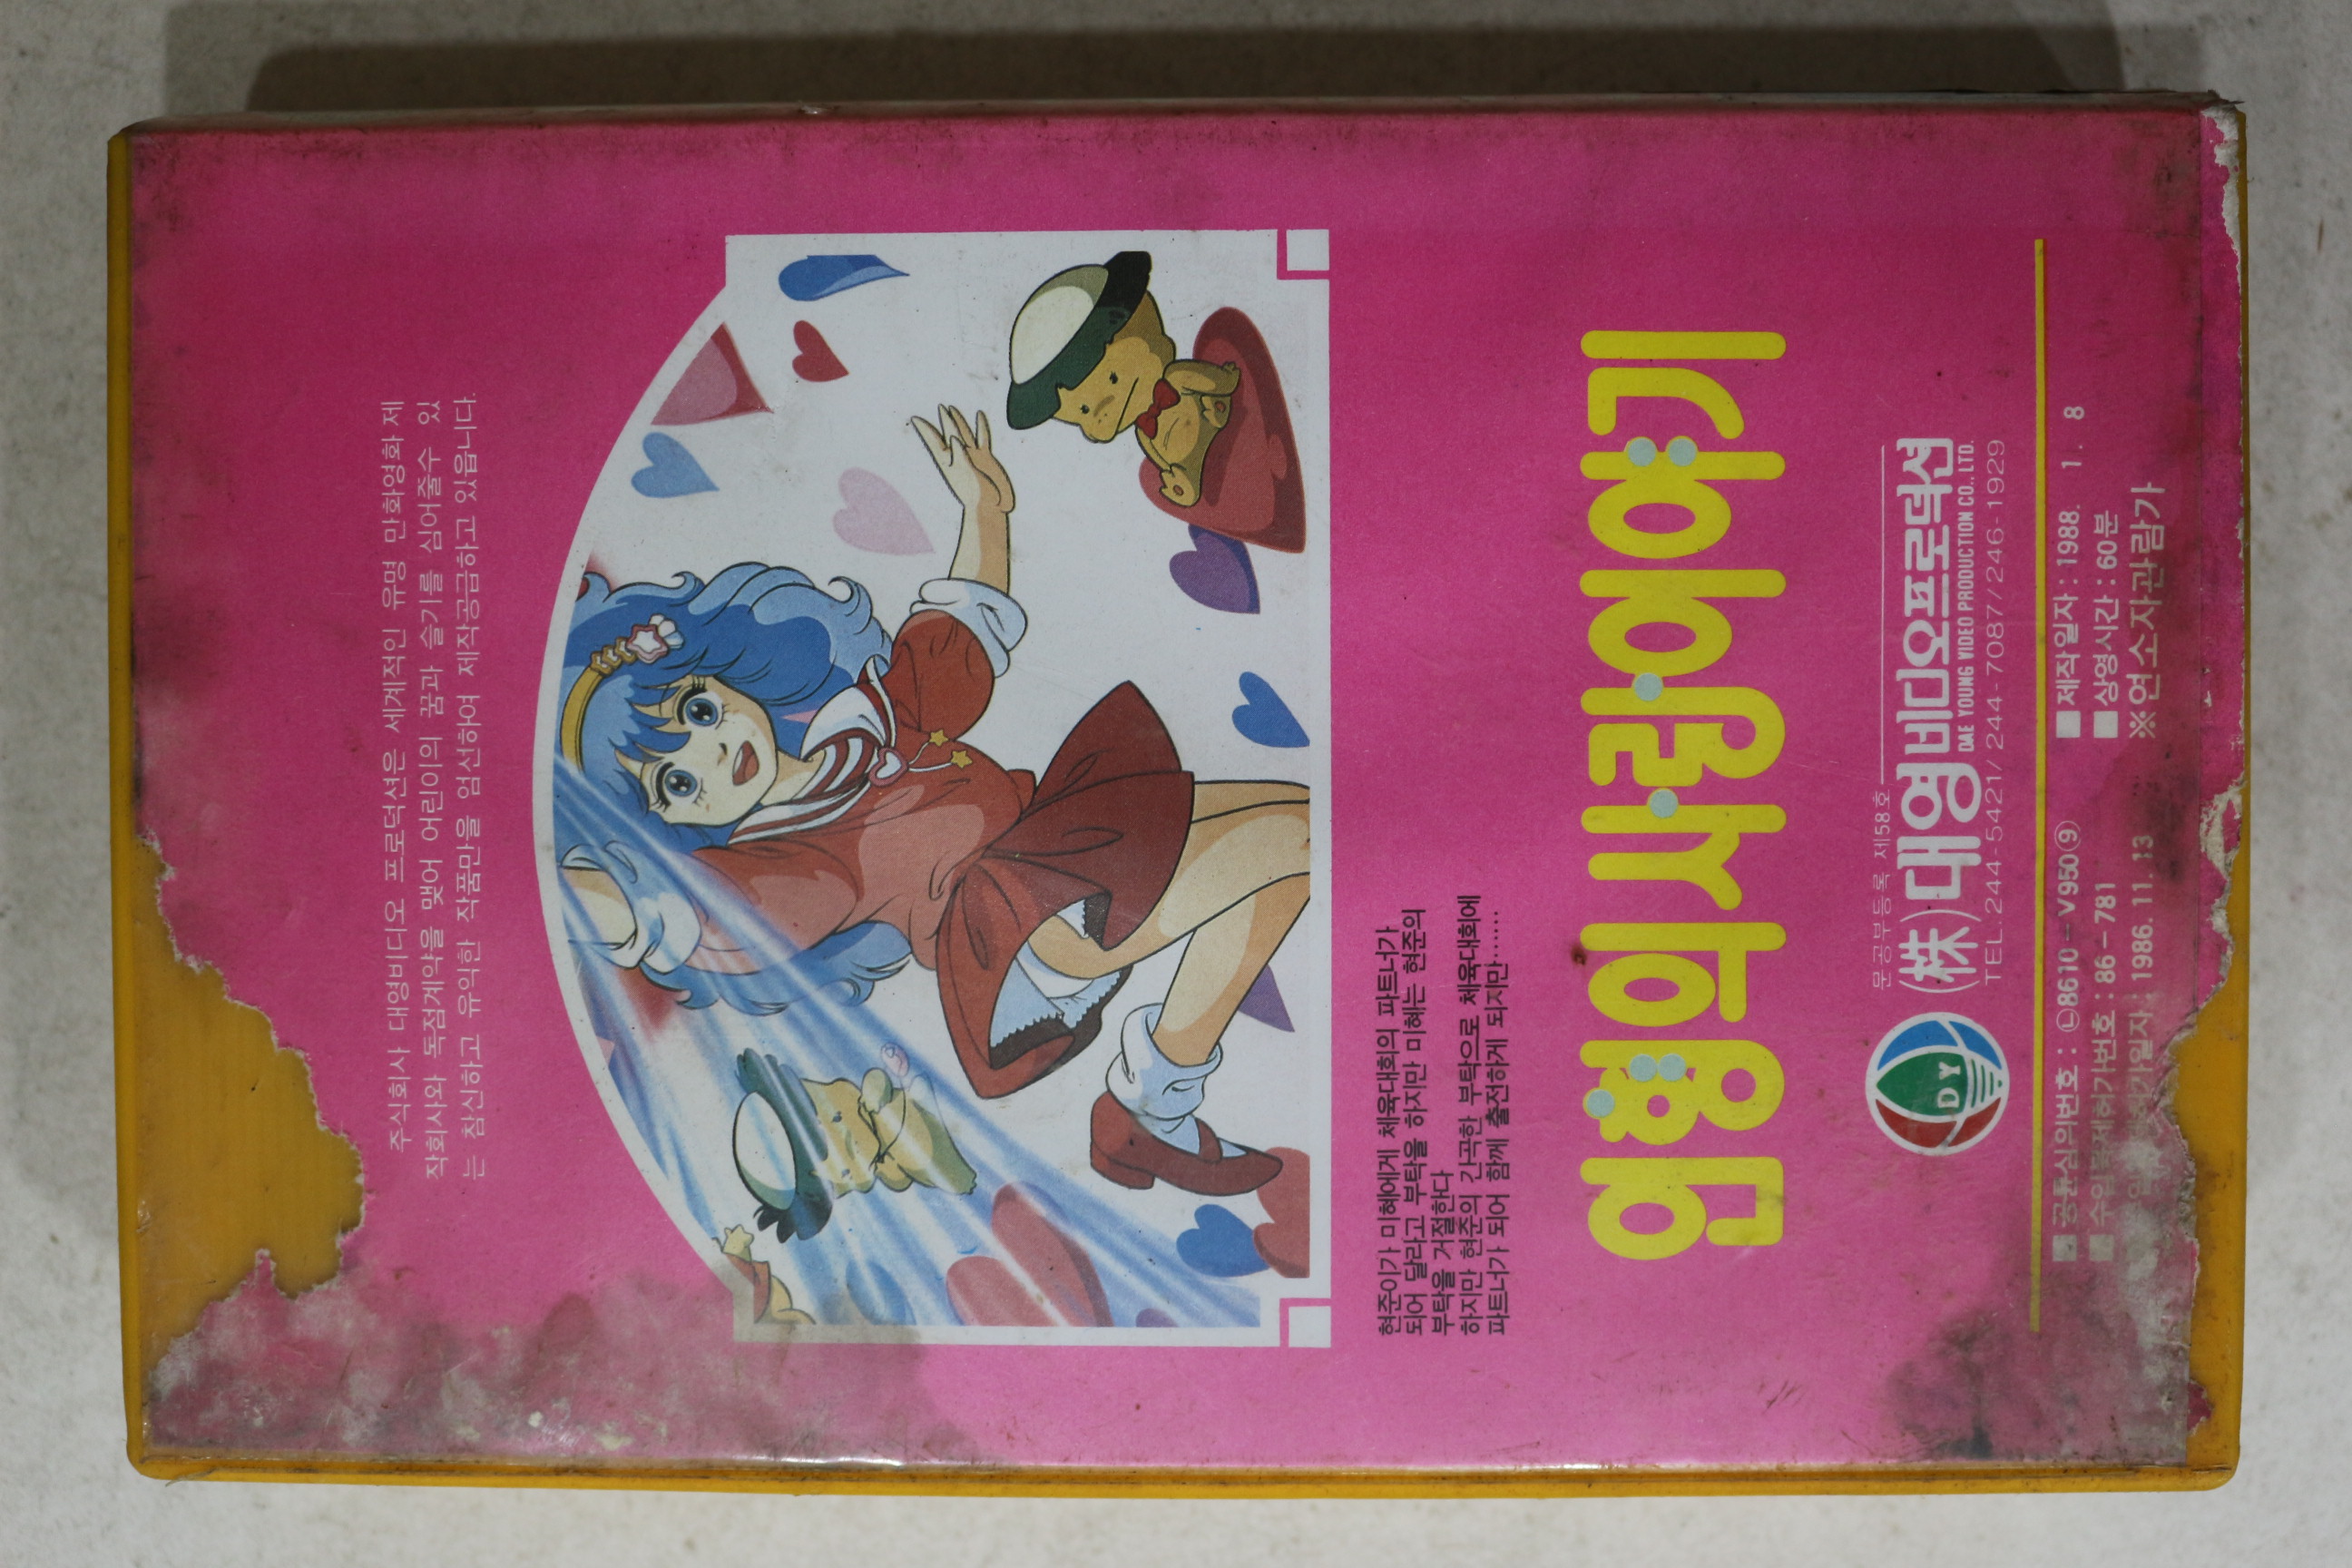 주식회사 대영비디오 프로덕션은 세계적인 유명 만화영화 제
작회사와 독점계약을 맺어 어린이의 꿈과 슬기를 심어줄수 있
는 참신하고 유익한 작품만을 엄선하여 제작공급하고 있읍니다.
현준이가 미혜에게 체육대회의 파트너가
되어 달라고 부탁을 하지만 미혜는 현준의
부탁을 거절한다
하지만 현준의 간곡한 부탁으로 체육대회에
파트너가 되어 함께 출전하게 되지만……
인형의 사랑이야기
문공부등록 제58호
(株)대영비디오프로덕션
DAE YOUNG VIDEO PRODUCTION CO., LTD.
TEL. 244-5421/244-7087/246-1929
DY
■공륜심의번호 : ㉡8610-V950⑨
■제작일자 : 1988. 1. 8
■수입복제허가번호 : 86-781
■상영시간 : 60분
허가일자 : 1986. 11. 13
※연소자관람가